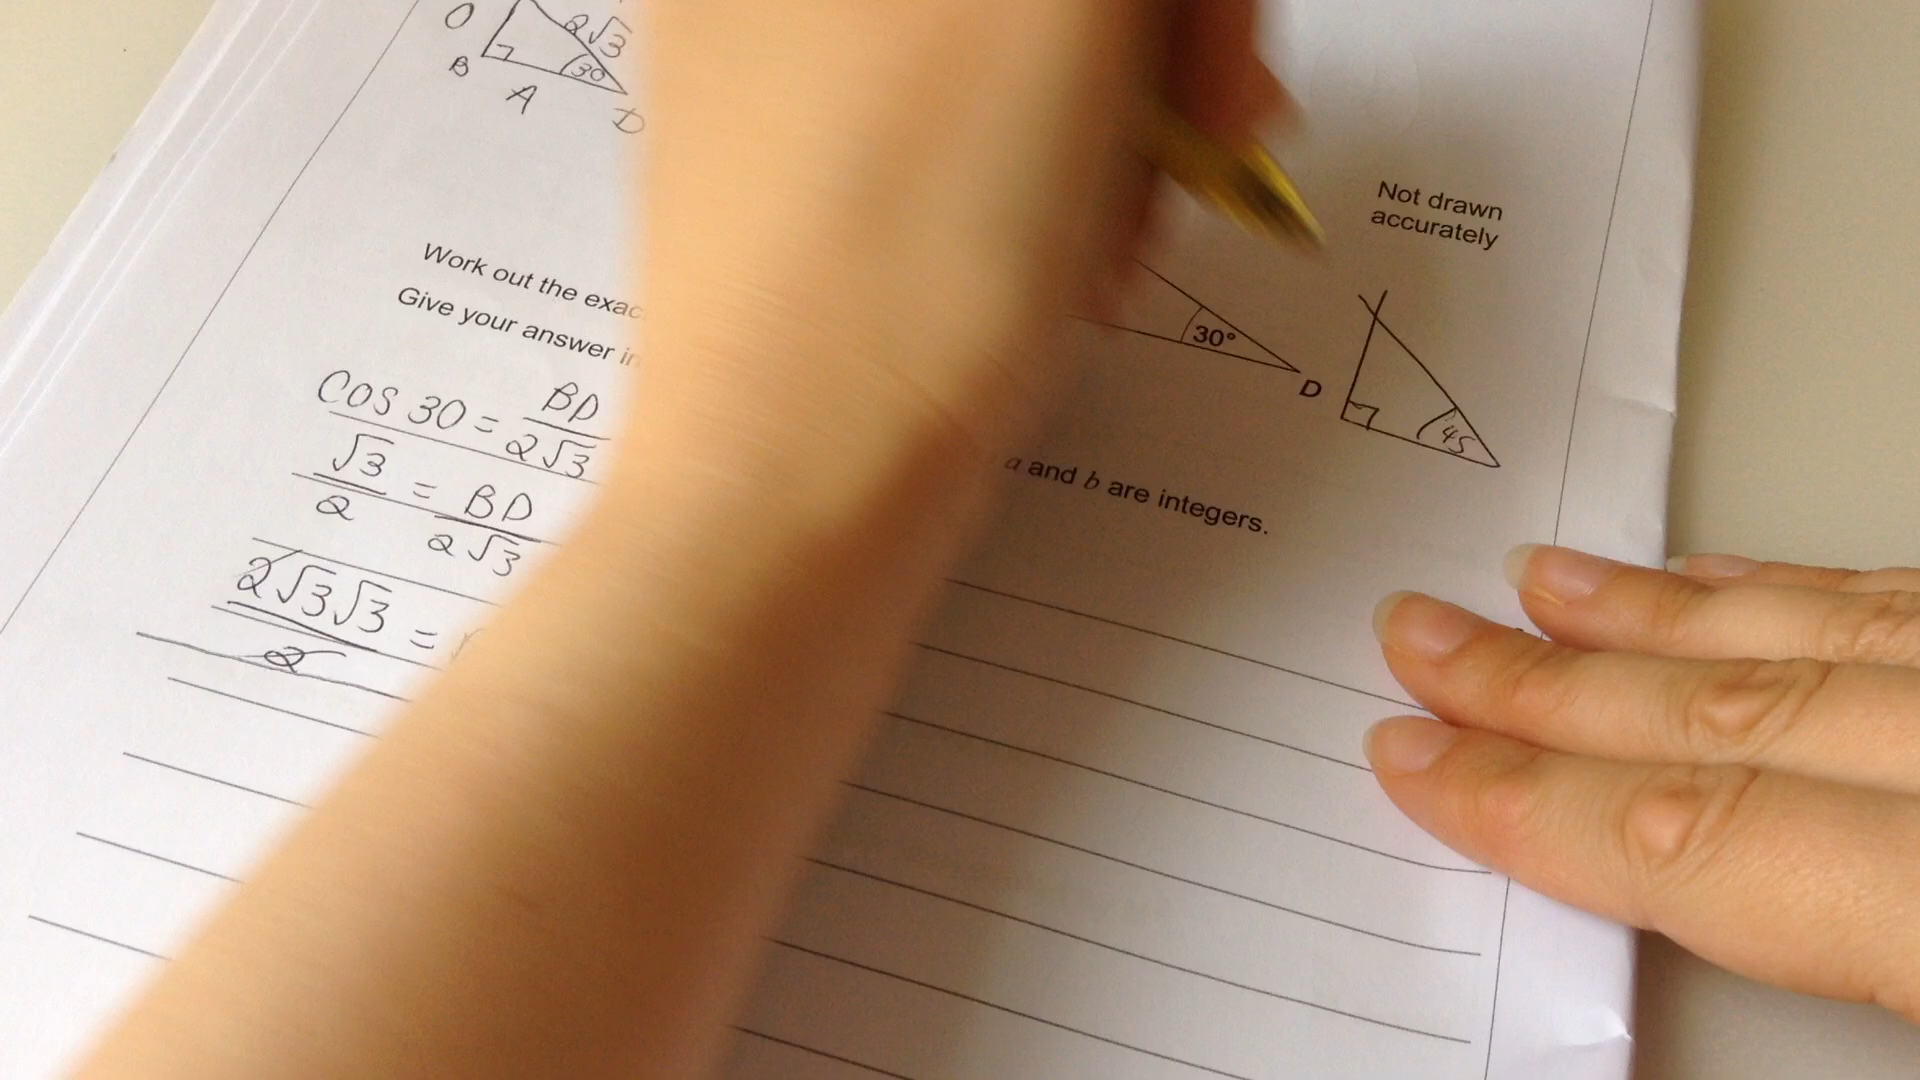 O 2√3
B 30
A D
Not drawn
accurately
Work out the exac
Give your answer in
30°
D
45
a and b are integers.
COS 30 = BD / 2√3
√3 / 2 = BD / 2√3
2√3√3 / 2 =